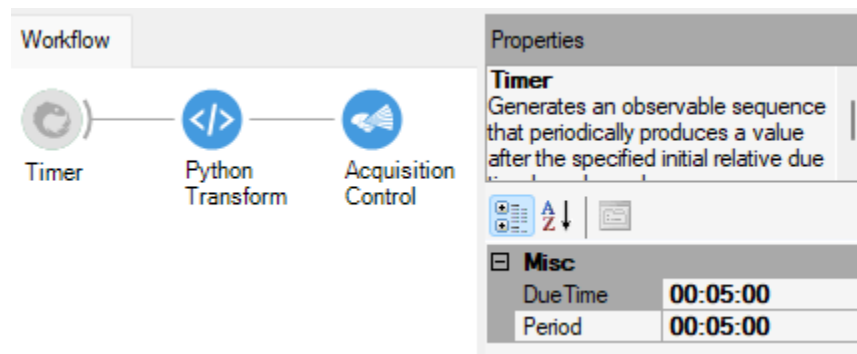 Workflow
</>
Timer
Python
Transform
Acquisition
Control
Properties
Timer
Generates an observable sequence
that periodically produces a value
after the specified initial relative due
A
Z
Misc
DueTime 00:05:00
Period 00:05:00